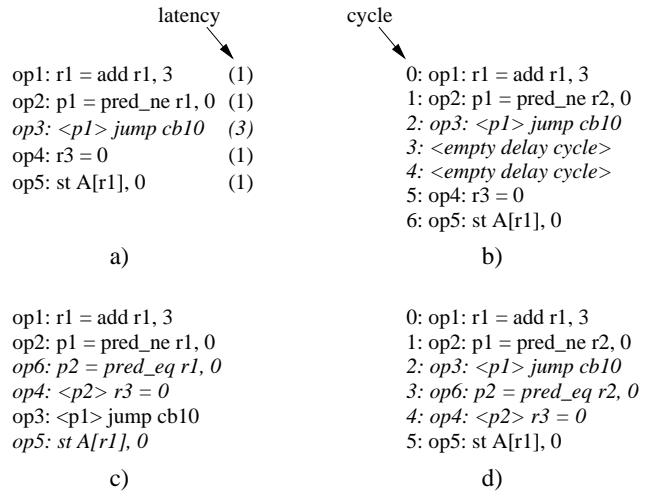 latency
cycle
op1: r1 = add r1, 3 (1)
op2: p1 = pred_ne r1, 0 (1)
op3: <p1> jump cb10 (3)
op4: r3 = 0 (1)
op5: st A[r1], 0 (1)
a)
0: op1: r1 = add r1, 3
1: op2: p1 = pred_ne r2, 0
2: op3: <p1> jump cb10
3: <empty delay cycle>
4: <empty delay cycle>
5: op4: r3 = 0
6: op5: st A[r1], 0
b)
op1: r1 = add r1, 3
op2: p1 = pred_ne r1, 0
op6: p2 = pred_eq r1, 0
op4: <p2> r3 = 0
op3: <p1> jump cb10
op5: st A[r1], 0
c)
0: op1: r1 = add r1, 3
1: op2: p1 = pred_ne r2, 0
2: op3: <p1> jump cb10
3: op6: p2 = pred_eq r2, 0
4: op4: <p2> r3 = 0
5: op5: st A[r1], 0
d)